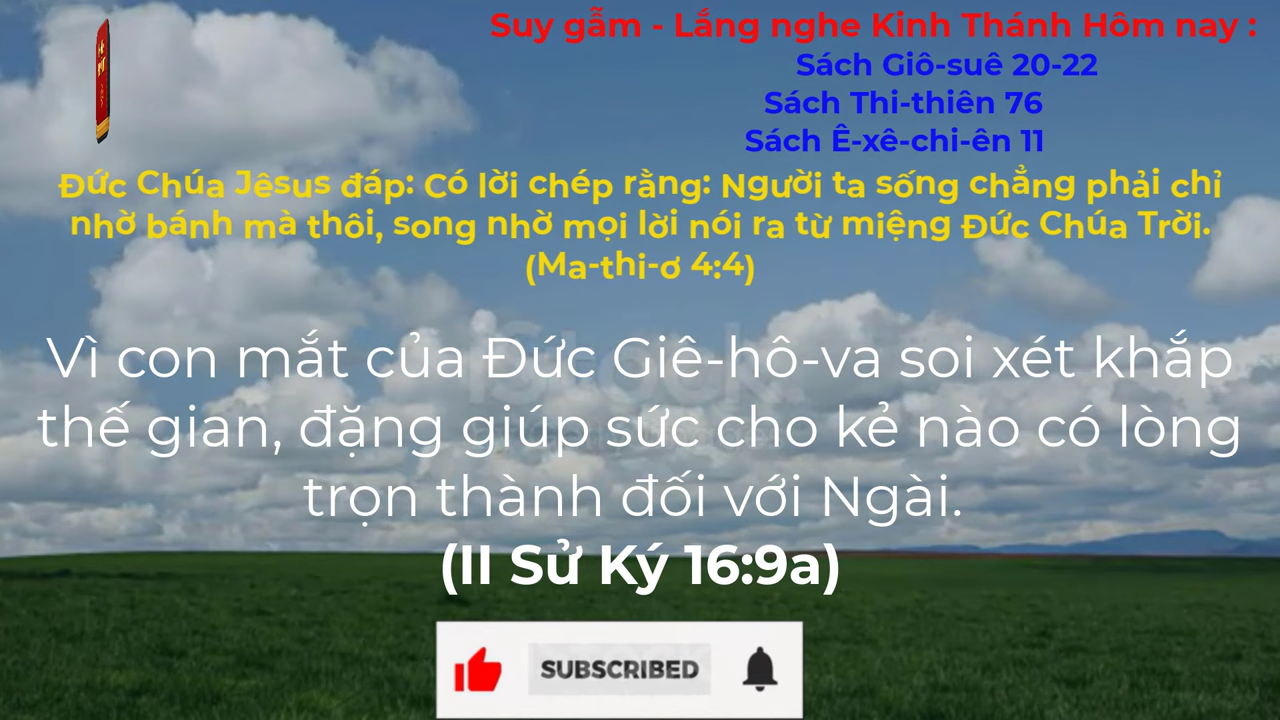 Suy gẫm - Lắng nghe Kinh Thánh Hôm nay :
Sách Giô-suê 20-22
Sách Thi-thiên 76
Sách Ê-xê-chi-ên 11
Đức Chúa Jêsus đáp: Có lời chép rằng: Người ta sống chẳng phải chỉ
nhờ bánh mà thôi, song nhờ mọi lời nói ra từ miệng Đức Chúa Trời.
(Ma-thi-ơ 4:4)
Vì con mắt của Đức Giê-hô-va soi xét khắp
thế gian, đặng giúp sức cho kẻ nào có lòng
trọn thành đối với Ngài.
(II Sử Ký 16:9a)
SUBSCRIBED